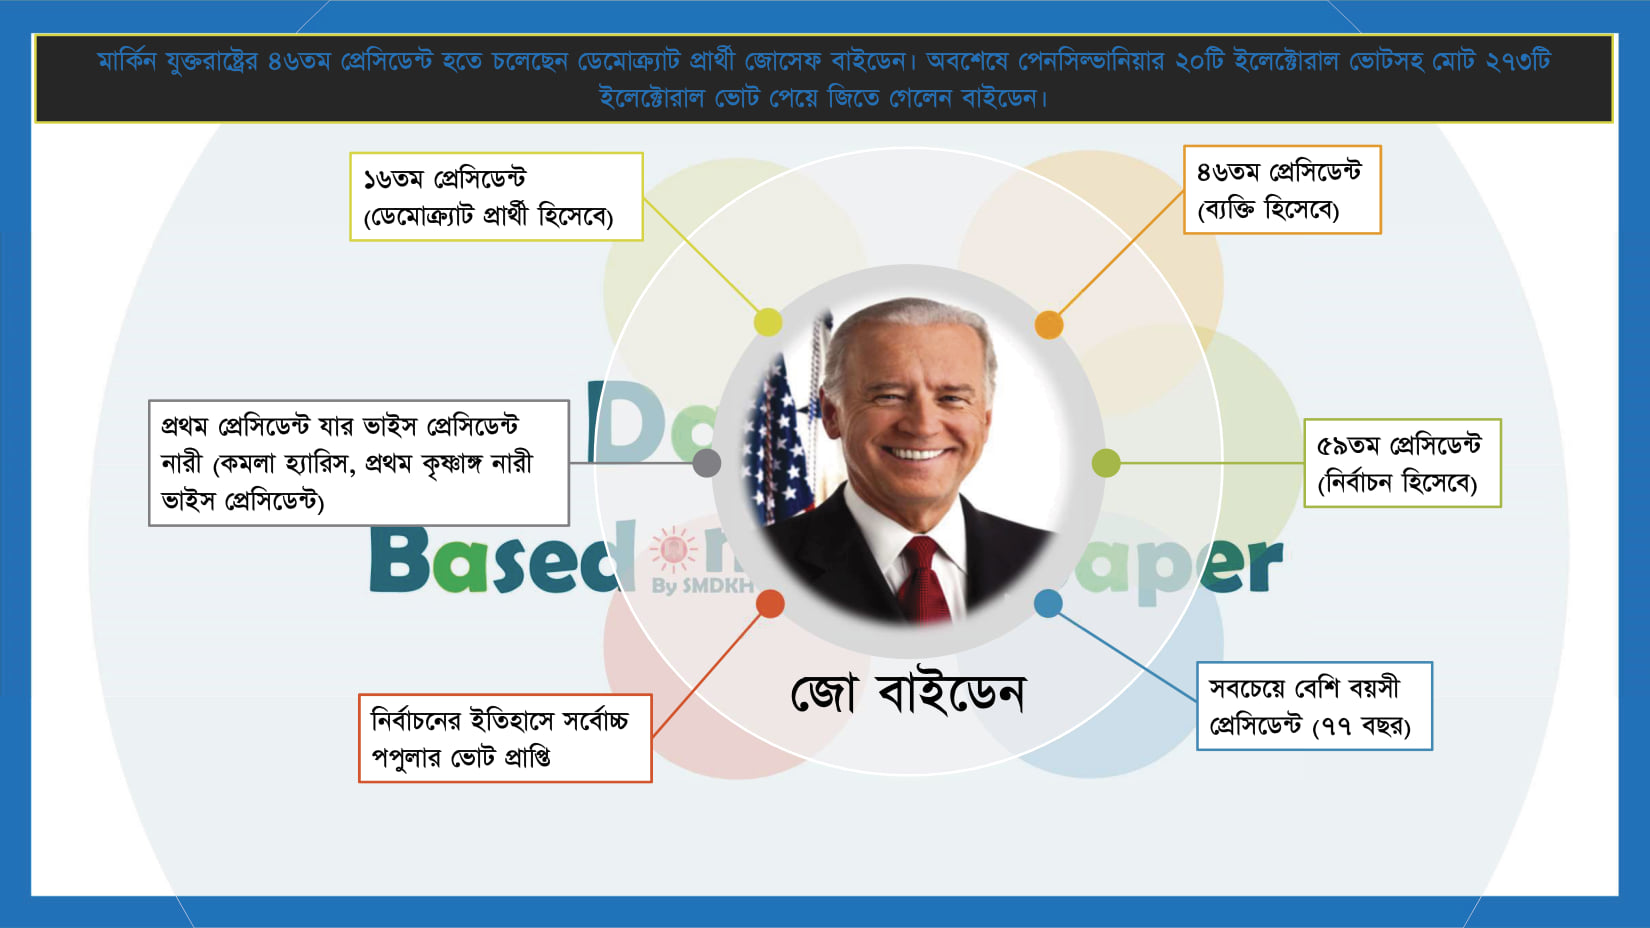 মার্কিন যুক্তরাষ্ট্রের ৪৬তম প্রেসিডেন্ট হতে চলেছেন ডেমোক্র্যাট প্রার্থী জোসেফ বাইডেন। অবশেষে পেনসিল্ভানিয়ার ২০টি ইলেক্টোরাল ভোটসহ মোট ২৭৩টি
ইলেক্টোরাল ভোট পেয়ে জিতে গেলেন বাইডেন।
১৬তম প্রেসিডেন্ট
(ডেমোক্র্যাট প্রার্থী হিসেবে)
৪৬তম প্রেসিডেন্ট
(ব্যক্তি হিসেবে)
প্রথম প্রেসিডেন্ট যার ভাইস প্রেসিডেন্ট
নারী (কমলা হ্যারিস, প্রথম কৃষ্ণাঙ্গ নারী
ভাইস প্রেসিডেন্ট)
৫৯তম প্রেসিডেন্ট
(নির্বাচন হিসেবে)
Based
By SMDKH
নির্বাচনের ইতিহাসে সর্বোচ্চ
পপুলার ভোট প্রাপ্তি
সবচেয়ে বেশি বয়সী
প্রেসিডেন্ট (৭৭ বছর)
জো বাইডেন